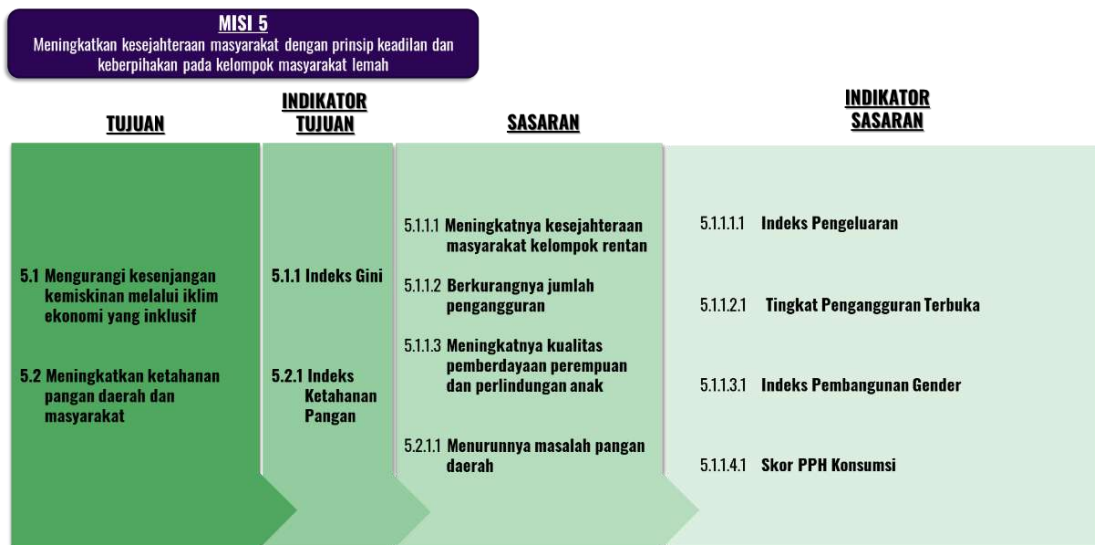 MISI 5
Meningkatkan kesejahteraan masyarakat dengan prinsip keadilan dan
keberpihakan pada kelompok masyarakat lemah
TUJUAN
INDIKATOR
TUJUAN
SASARAN
INDIKATOR
SASARAN
5.1 Mengurangi kesenjangan
kemiskinan melalui iklim
ekonomi yang inklusif
5.2 Meningkatkan ketahanan
pangan daerah dan
masyarakat
5.1.1 Indeks Gini
5.2.1 Indeks
Ketahanan
Pangan
5.1.1.1 Meningkatnya kesejahteraan
masyarakat kelompok rentan
5.1.1.2 Berkurangnya jumlah
pengangguran
5.1.1.3 Meningkatnya kualitas
pemberdayaan perempuan
dan perlindungan anak
5.2.1.1 Menurunnya masalah pangan
daerah
5.1.1.1.1 Indeks Pengeluaran
5.1.1.2.1 Tingkat Pengangguran Terbuka
5.1.1.3.1 Indeks Pembangunan Gender
5.1.1.4.1 Skor PPH Konsumsi